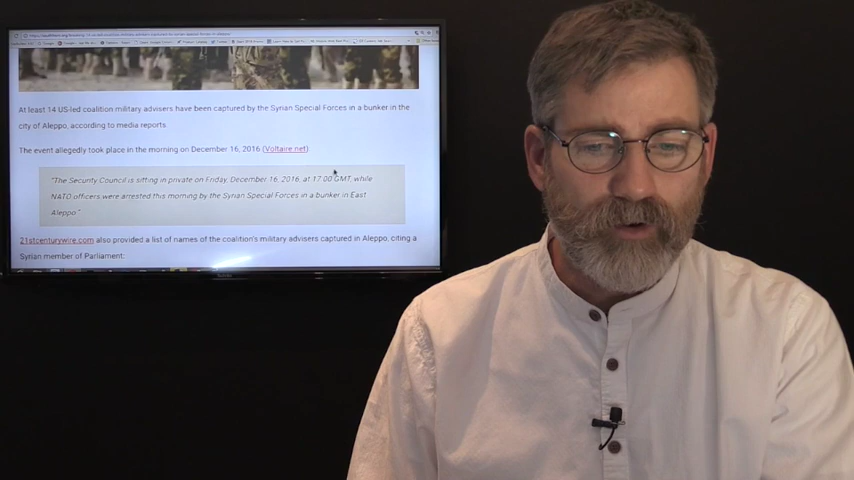 At least 14 US-led coalition military advisers have been captured by the Syrian Special Forces in a bunker in the
city of Aleppo, according to media reports.
The event allegedly took place in the morning on December 16, 2016 (Voltaire.net)
"The Security Council is sitting in private on Friday, December 16, 2016, at 17:00 GMT, while
NATO officers were arrested this morning by the Syrian Special Forces in a bunker in East
Aleppo."
21stcenturywire.com also provided a list of names of the coalition's military advisers captured in Aleppo, citing a
Syrian member of Parliament: